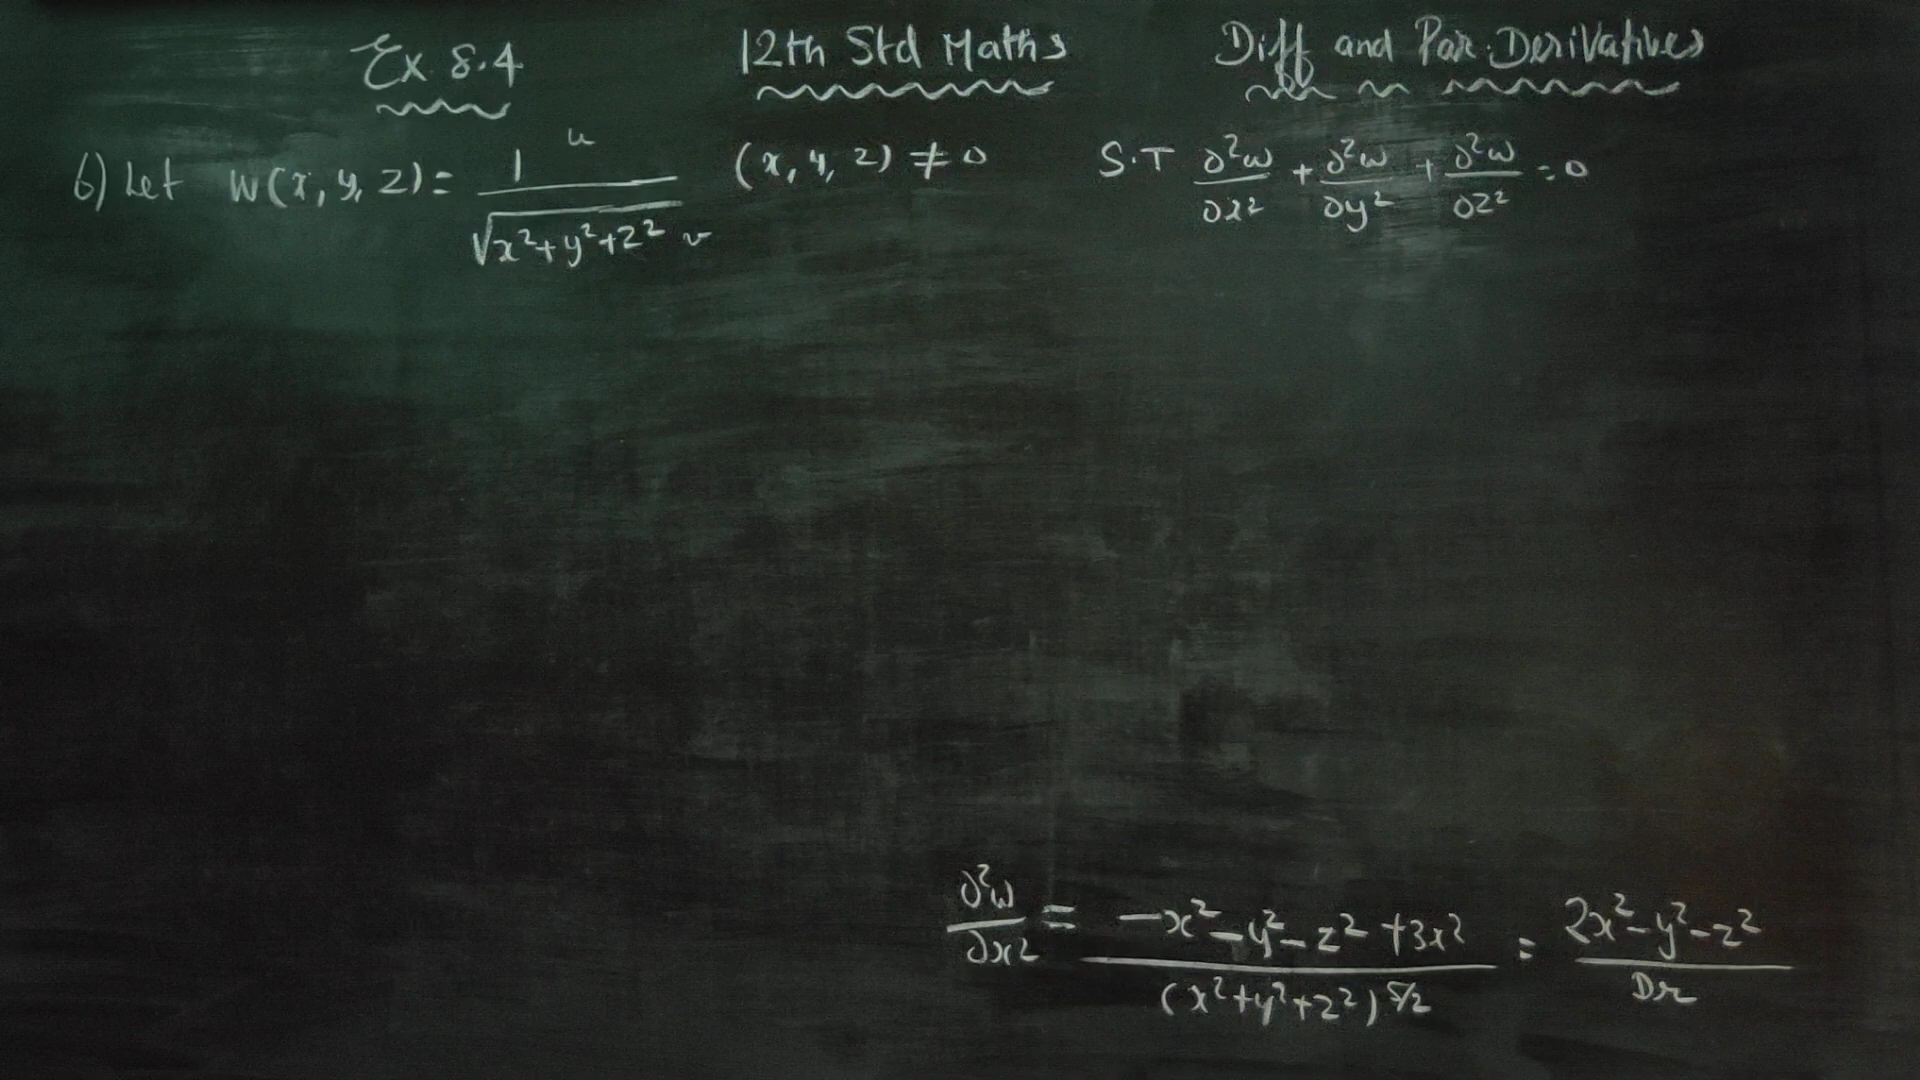 Ex 8.4 12th Std Maths Diff and Par. Derivatives
6) Let w(x, y, z) = 1 / √x²+y²+z² u v (x, y, z) ≠ 0 S.T ∂²w/∂x² + ∂²w/∂y² + ∂²w/∂z² = 0
∂²w/∂x² = -x²-y²-z²+3x² / (x²+y²+z²)^5/2 = 2x²-y²-z² / Dr